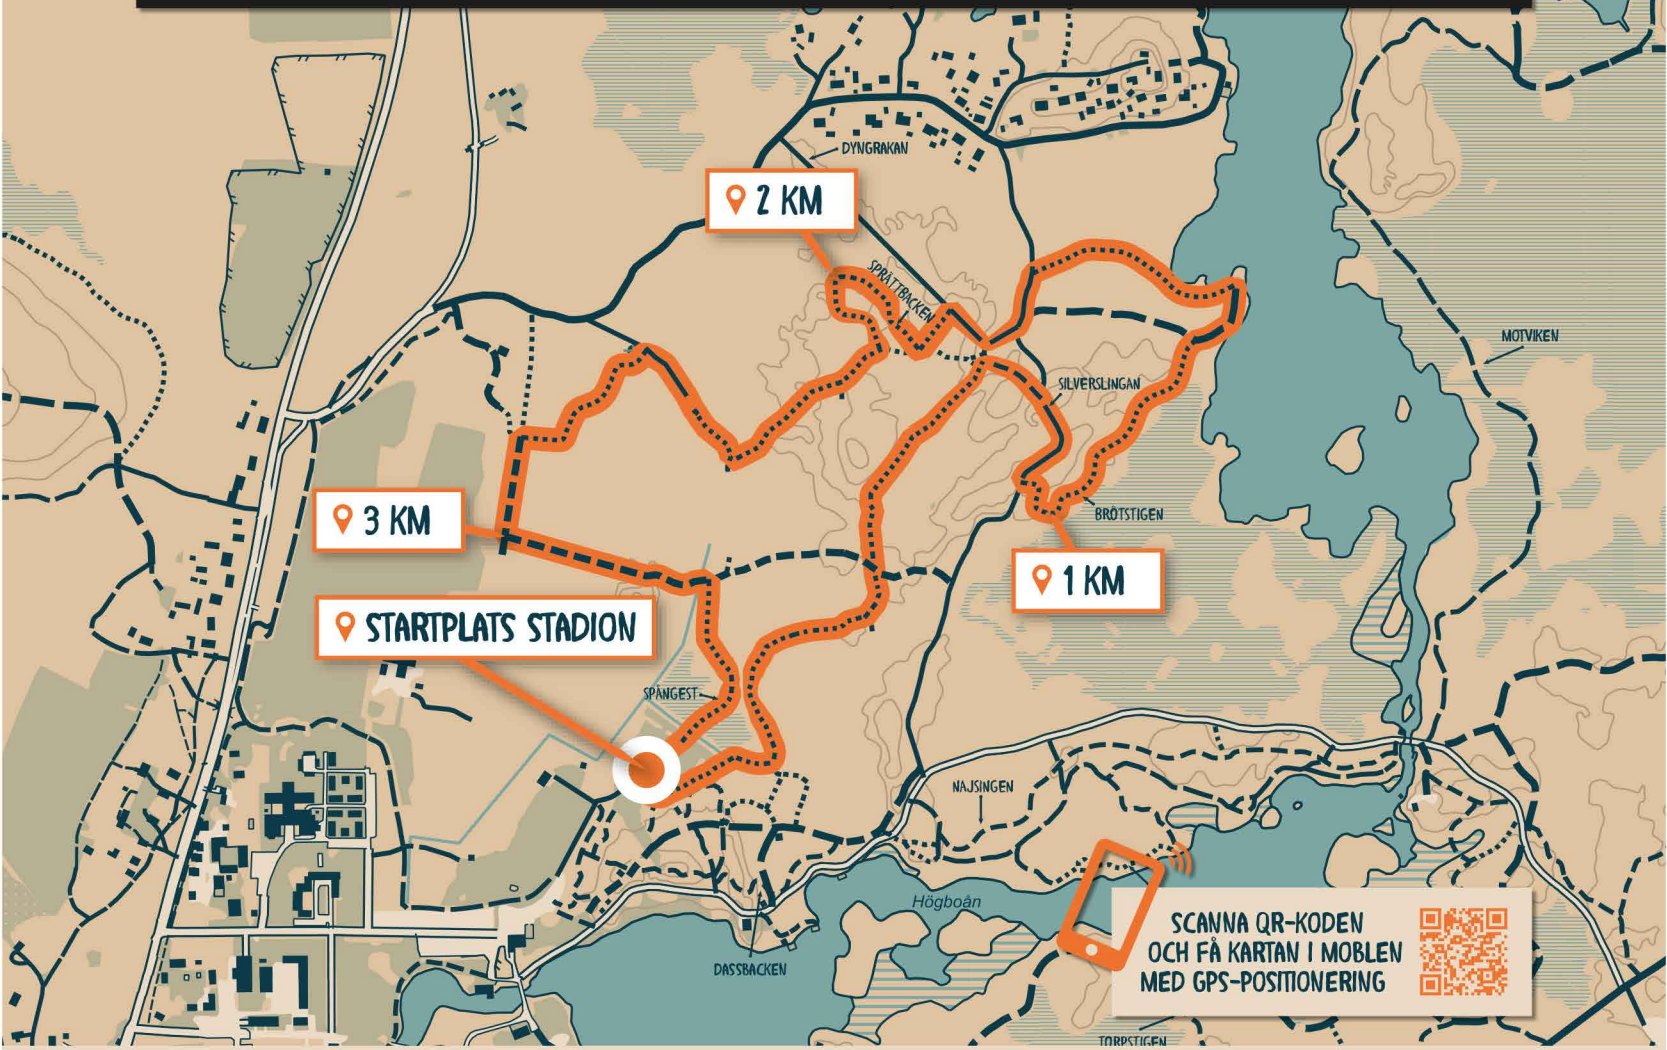 DYNGRAKAN
2 KM
SPRÄTTBACKEN
MOTVIKEN
SILVERSLINGAN
3 KM
BRÖTSTIGEN
1 KM
STARTPLATS STADION
SPÅNGEST
NAJSINGEN
Högboån
SCANNA QR-KODEN
OCH FÅ KARTAN I MOBLEN
MED GPS-POSITIONERING
DASSBACKEN
TORPSTIGEN